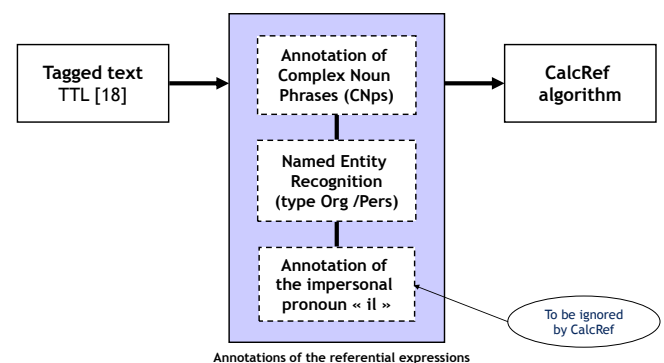 Tagged text
TTL [18]
Annotation of
Complex Noun
Phrases (CNps)
Named Entity
Recognition
(type Org /Pers)
Annotation of
the impersonal
pronoun « il »
CalcRef
algorithm
To be ignored
by CalcRef
Annotations of the referential expressions